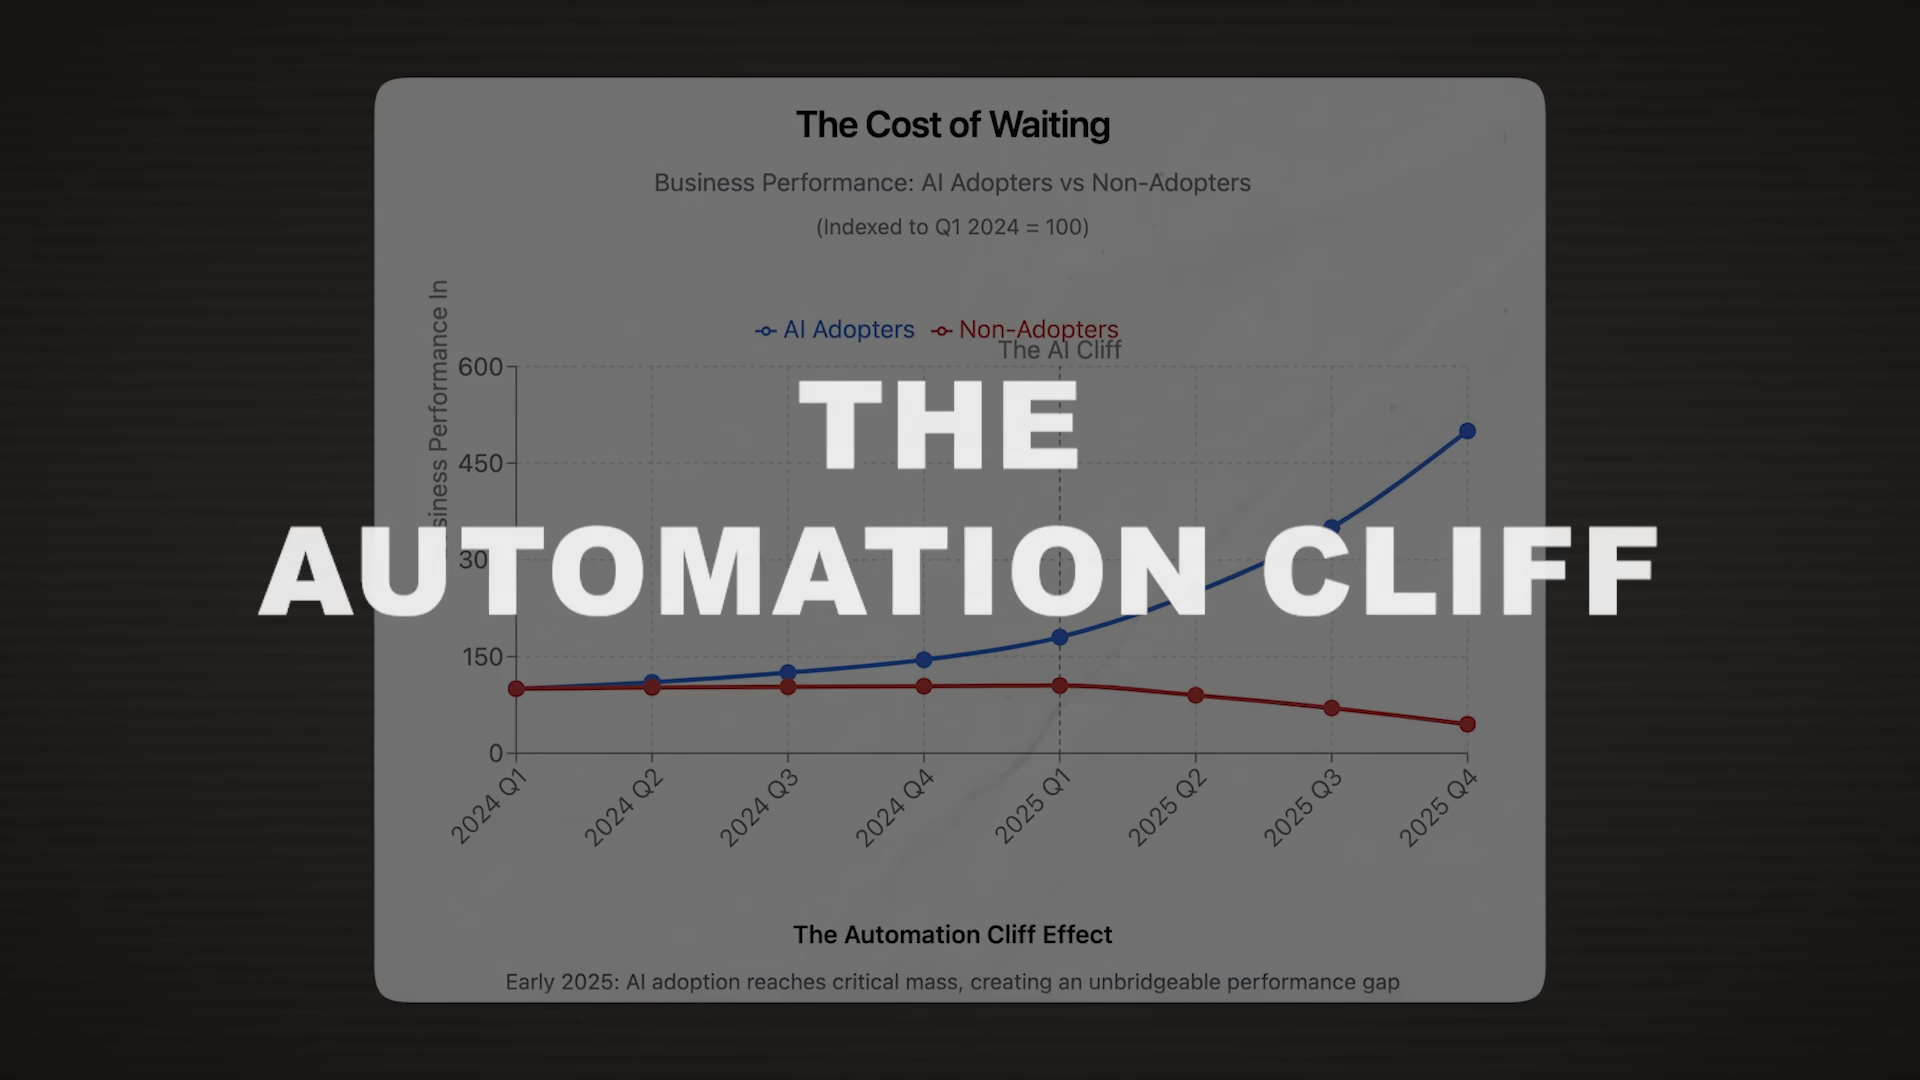 The Cost of Waiting
Business Performance: AI Adopters vs Non-Adopters
(Indexed to Q1 2024 = 100)
AI Adopters Non-Adopters
The AI Cliff
Performance In
600
450
150
0
THE
AUTOMATION CLIFF
2024 Q1
2024 Q2
2024 Q3
2024 Q4
2025 Q1
2025 Q2
2025 Q3
2025 Q4
The Automation Cliff Effect
Early 2025: AI adoption reaches critical mass, creating an unbridgeable performance gap